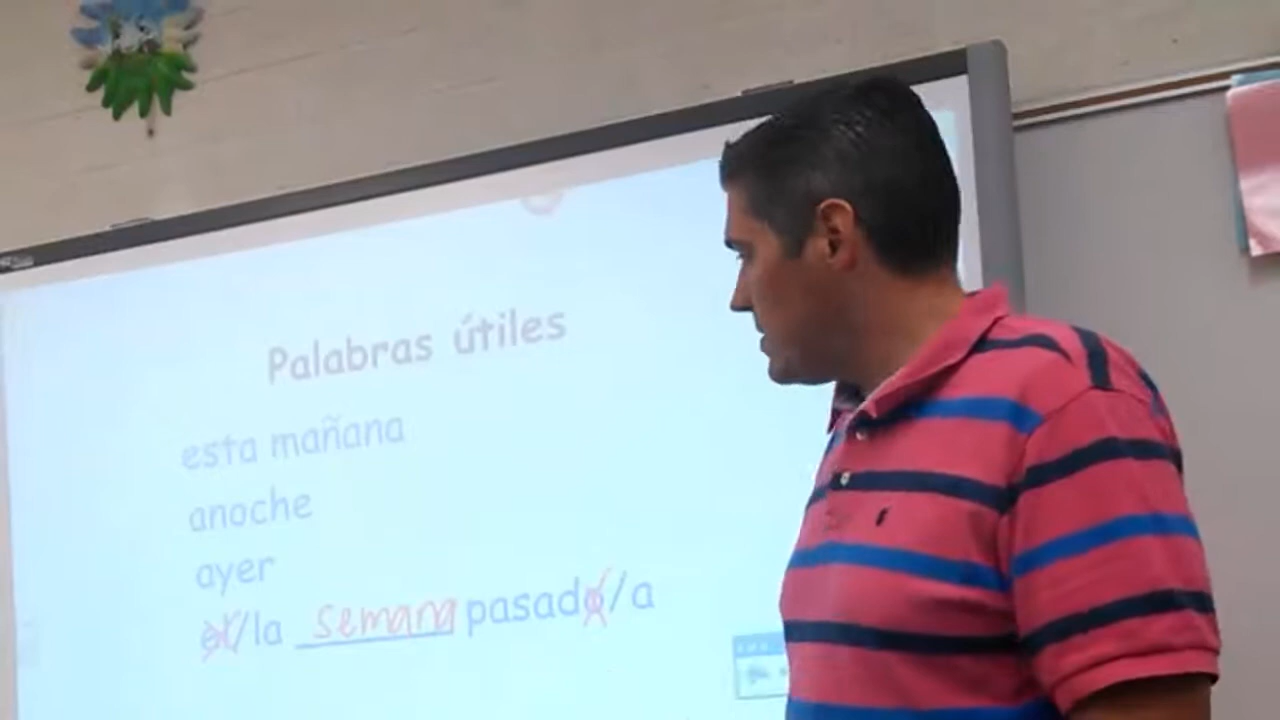 Palabras útiles
esta mañana
anoche
ayer
el/la semana pasado/a